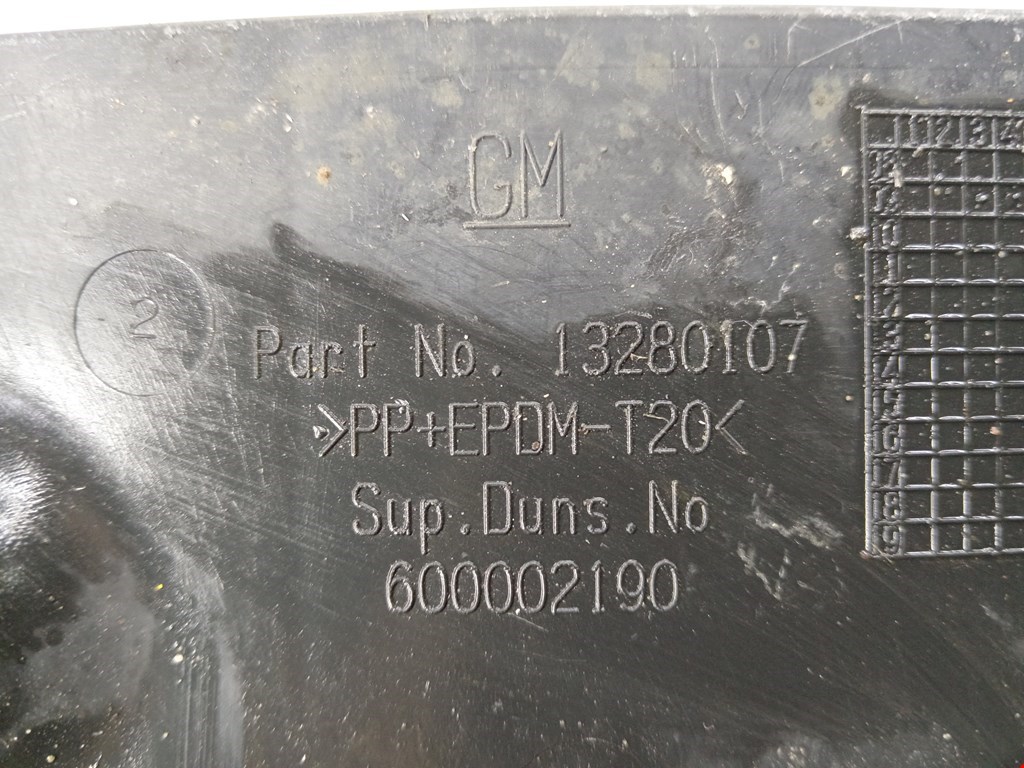 GM
2
Part No. 13280107
>PP+EPDM-T20<
Sup.Duns.No
600002190